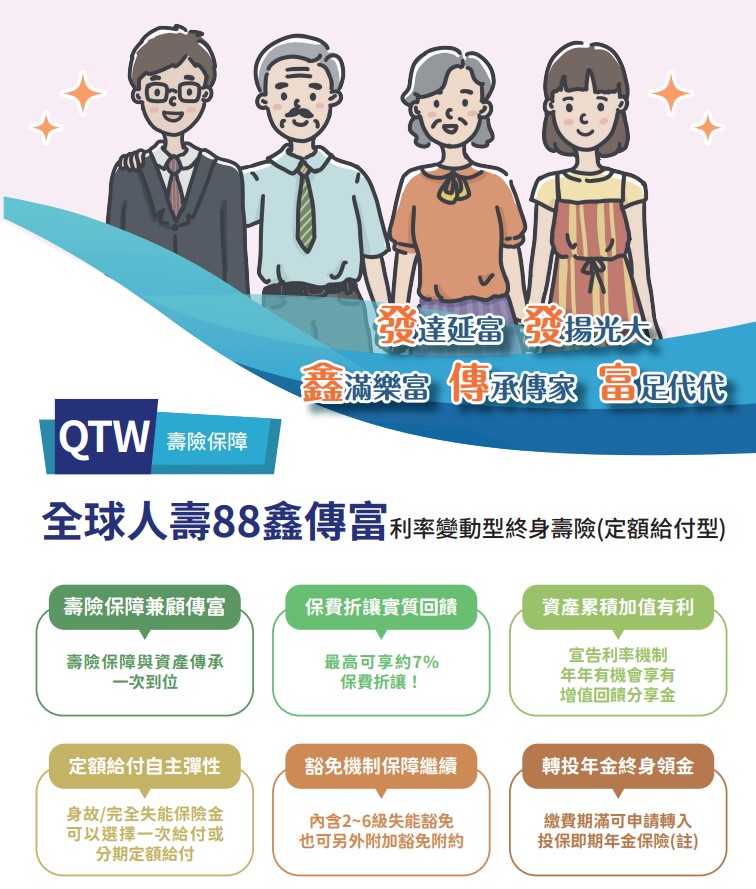 發達延富 發揚光大
鑫滿樂富 傳承傳家 富足代代
QTW 壽險保障
全球人壽88鑫傳富利率變動型終身壽險(定額給付型)
壽險保障兼顧傳富
壽險保障與資產傳承
一次到位
保費折讓實質回饋
最高可享約7%
保費折讓！
資產累積加值有利
宣告利率機制
年年有機會享有
增值回饋分享金
定額給付自主彈性
身故/完全失能保險金
可以選擇一次給付或
分期定額給付
豁免機制保障繼續
內含2~6級失能豁免
也可另外附加豁免附約
轉投年金終身領金
繳費期滿可申請轉入
投保即期年金保險(註)